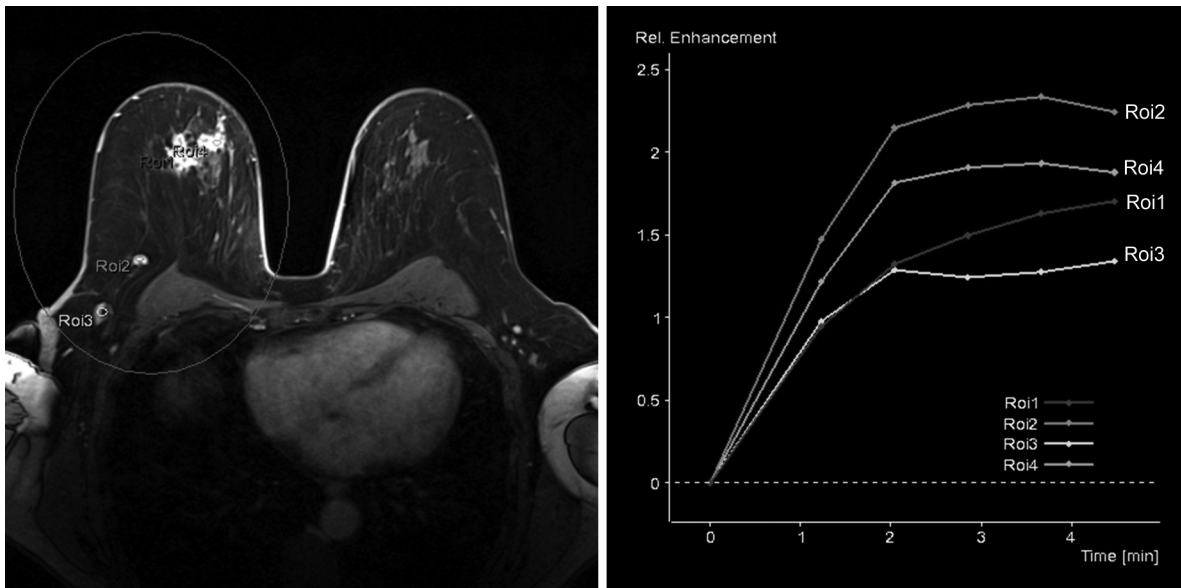 Roi1 Roi4
Roi2
Roi3
Rel. Enhancement
2.5
Roi2
2
Roi4
Roi1
1.5
Roi3
1
Roi1
0.5
Roi2
Roi3
Roi4
0
0 1 2 3 4
Time [min]